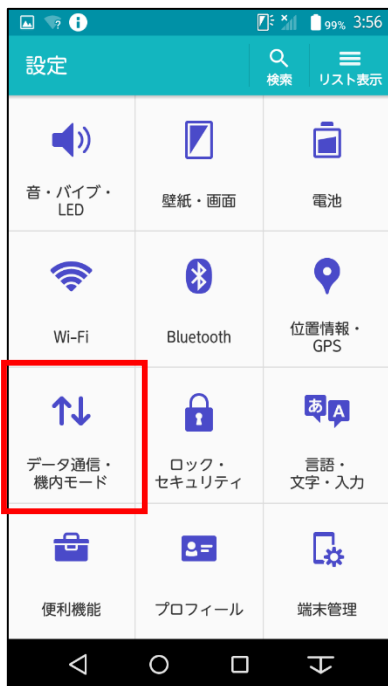 99% 3:56
設定
検索
リスト表示
音・バイブ・
LED
壁紙・画面
電池
Wi-Fi
Bluetooth
位置情報・
GPS
データ通信・
機内モード
ロック・
セキュリティ
あA
言語・
文字・入力
便利機能
プロフィール
端末管理